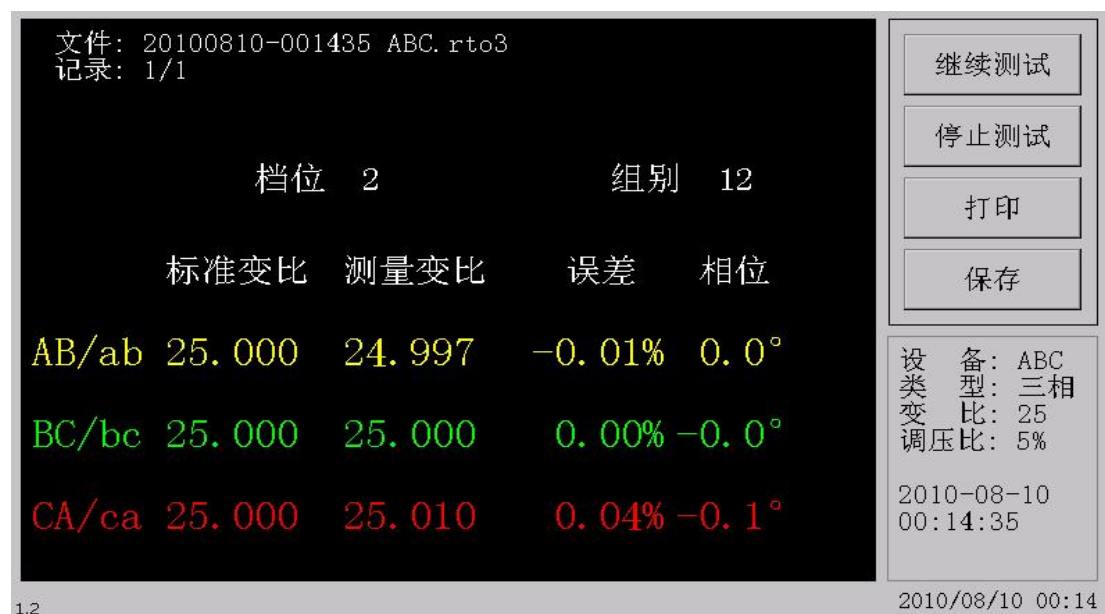 文件: 20100810-001435 ABC.rto3
记录: 1/1
档位 2 组别 12
标准变比 测量变比 误差 相位
AB/ab 25.000 24.997 -0.01% 0.0°
BC/bc 25.000 25.000 0.00% -0.0°
CA/ca 25.000 25.010 0.04% -0.1°
继续测试
停止测试
打印
保存
设 备: ABC
类 型: 三相
变 比: 25
调压比: 5%
2010-08-10
00:14:35
1.2
2010/08/10 00:14